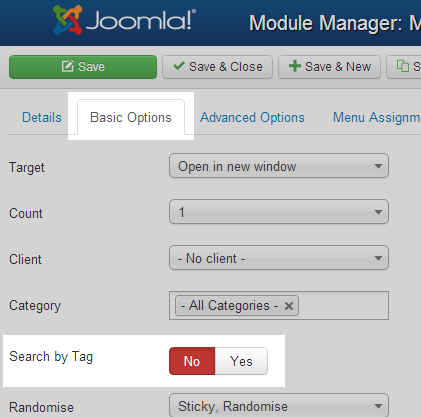 Joomla!® Module Manager: M
Save Save & Close Save & New S
Details Basic Options Advanced Options Menu Assignm
Target Open in new window
Count 1
Client - No client -
Category - All Categories - ×
Search by Tag No Yes
Randomise Sticky, Randomise